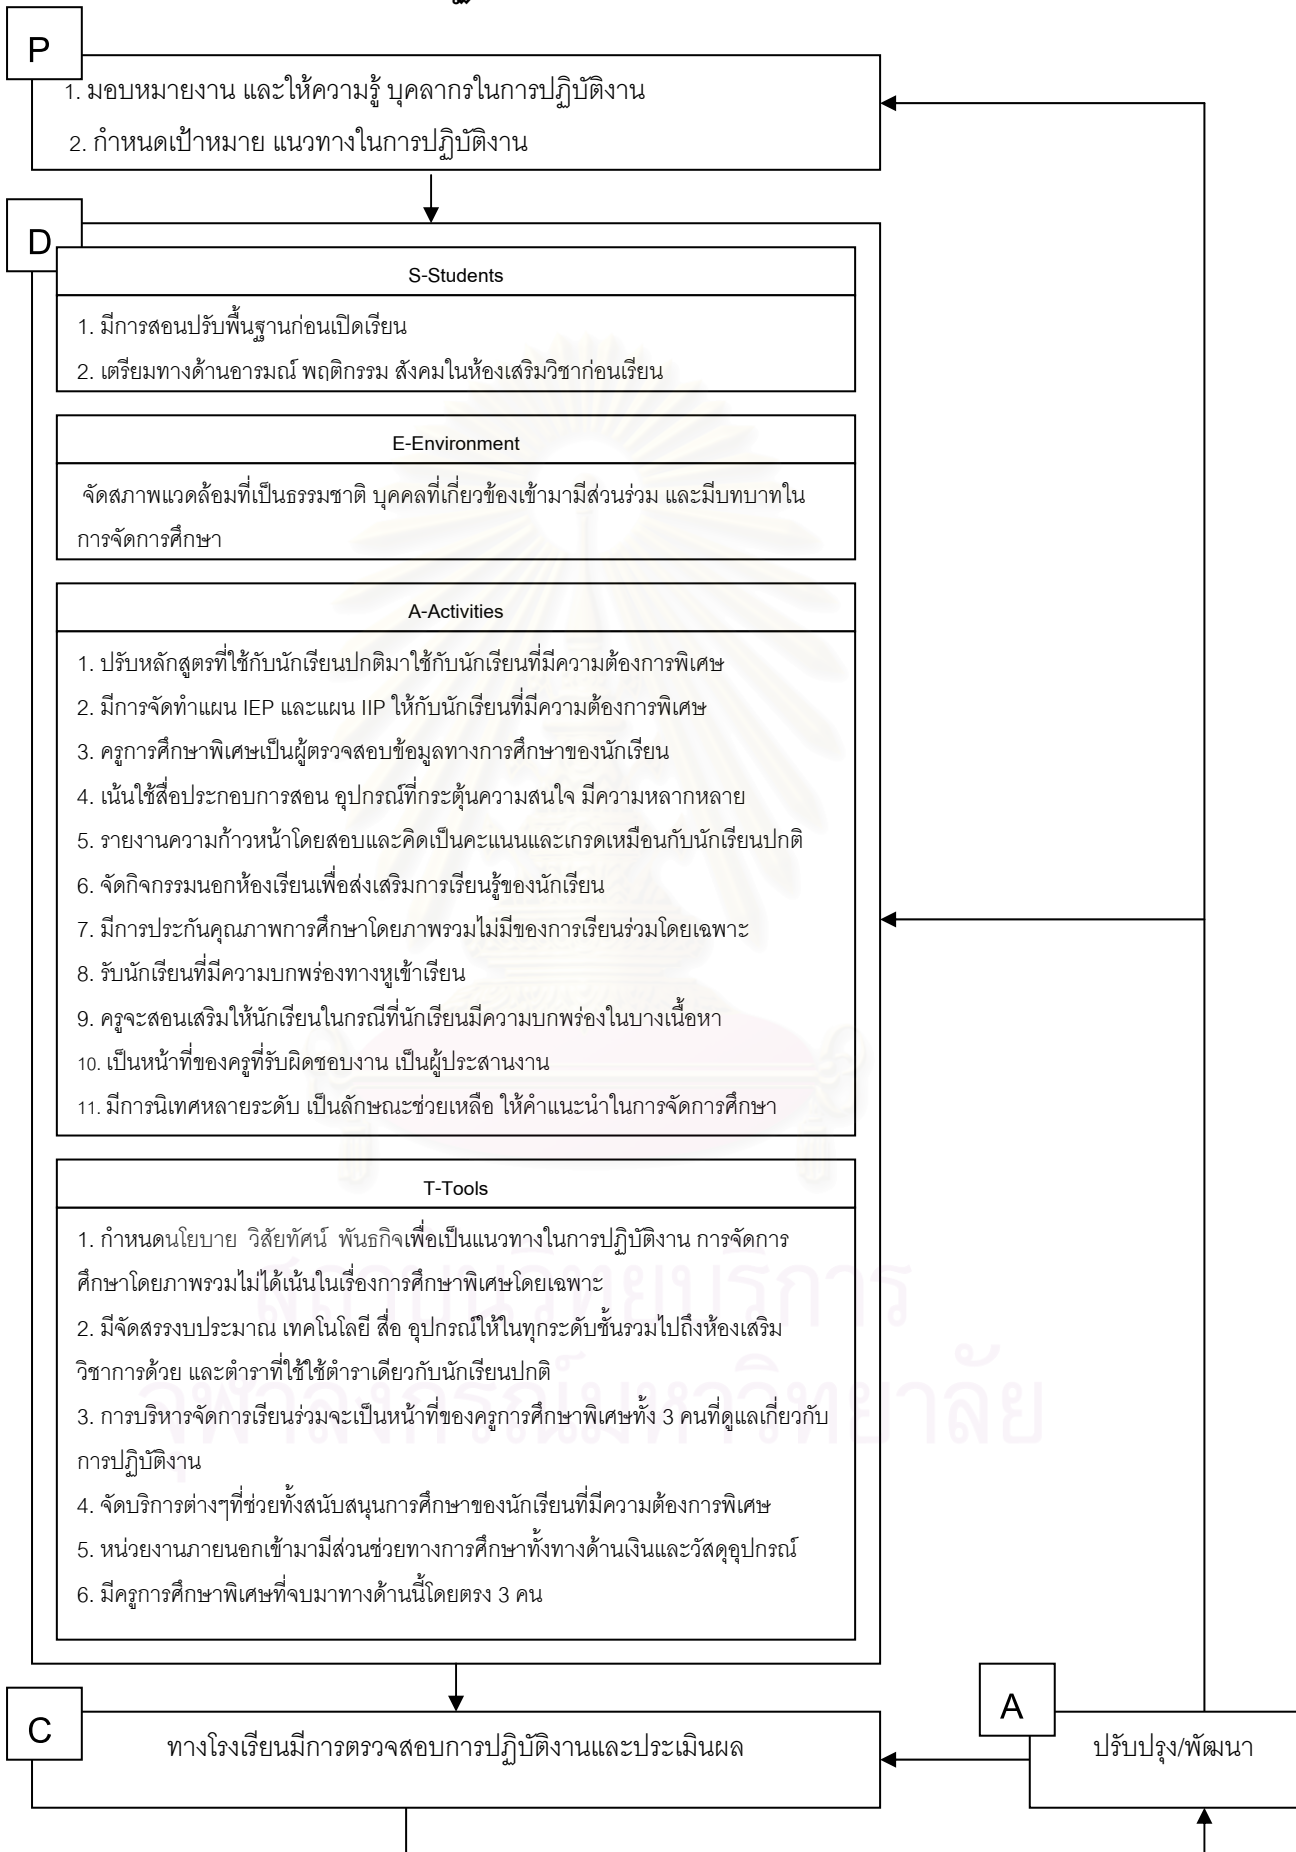 P
1. มอบหมายงาน และให้ความรู้ บุคลากรในการปฏิบัติงาน
2. กำหนดเป้าหมาย แนวทางในการปฏิบัติงาน
D
S-Students
1. มีการสอนปรับพื้นฐานก่อนเปิดเรียน
2. เตรียมทางด้านอารมณ์ พฤติกรรม สังคมในห้องเสริมวิชาก่อนเรียน
E-Environment
จัดสภาพแวดล้อมที่เป็นธรรมชาติ บุคคลที่เกี่ยวข้องเข้ามามีส่วนร่วม และมีบทบาทใน
การจัดการศึกษา
A-Activities
1. ปรับหลักสูตรที่ใช้กับนักเรียนปกติมาใช้กับนักเรียนที่มีความต้องการพิเศษ
2. มีการจัดทำแผน IEP และแผน IIP ให้กับนักเรียนที่มีความต้องการพิเศษ
3. ครูการศึกษาพิเศษเป็นผู้ตรวจสอบข้อมูลทางการศึกษาของนักเรียน
4. เน้นใช้สื่อประกอบการสอน อุปกรณ์ที่กระตุ้นความสนใจ มีความหลากหลาย
5. รายงานความก้าวหน้าโดยสอบและคิดเป็นคะแนนและเกรดเหมือนกับนักเรียนปกติ
6. จัดกิจกรรมนอกห้องเรียนเพื่อส่งเสริมการเรียนรู้ของนักเรียน
7. มีการประกันคุณภาพการศึกษาโดยภาพรวมไม่มีของการเรียนร่วมโดยเฉพาะ
8. รับนักเรียนที่มีความบกพร่องทางหูเข้าเรียน
9. ครูจะสอนเสริมให้นักเรียนในกรณีที่นักเรียนมีความบกพร่องในบางเนื้อหา
10. เป็นหน้าที่ของครูที่รับผิดชอบงาน เป็นผู้ประสานงาน
11. มีการนิเทศหลายระดับ เป็นลักษณะช่วยเหลือ ให้คำแนะนำในการจัดการศึกษา
T-Tools
1. กำหนดนโยบาย วิสัยทัศน์ พันธกิจเพื่อเป็นแนวทางในการปฏิบัติงาน การจัดการ
ศึกษาโดยภาพรวมไม่ได้เน้นในเรื่องการศึกษาพิเศษโดยเฉพาะ
2. มีจัดสรรงบประมาณ เทคโนโลยี สื่อ อุปกรณ์ให้ในทุกระดับชั้นรวมไปถึงห้องเสริม
วิชาการด้วย และตำราที่ใช้ใช้ตำราเดียวกับนักเรียนปกติ
3. การบริหารจัดการเรียนร่วมจะเป็นหน้าที่ของครูการศึกษาพิเศษทั้ง 3 คนที่ดูแลเกี่ยวกับ
การปฏิบัติงาน
4. จัดบริการต่างๆที่ช่วยทั้งสนับสนุนการศึกษาของนักเรียนที่มีความต้องการพิเศษ
5. หน่วยงานภายนอกเข้ามามีส่วนช่วยทางการศึกษาทั้งทางด้านเงินและวัสดุอุปกรณ์
6. มีครูการศึกษาพิเศษที่จบมาทางด้านนี้โดยตรง 3 คน
สถาบันวิทยบริการ
จุฬาลงกรณ์มหาวิทยาลัย
C
ทางโรงเรียนมีการตรวจสอบการปฏิบัติงานและประเมินผล
A
ปรับปรุง/พัฒนา